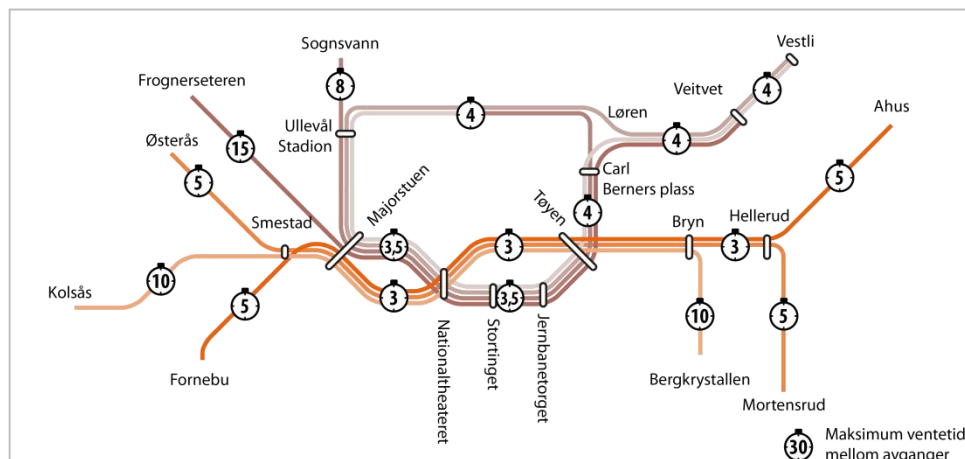 Sognsvann
Vestli
8
Frognerseteren
Veitvet
4
Ahus
4
Løren
Ullevål
Stadion
Østerås
15
4
5
Carl
Berners plass
5
Majorstuen
Tøyen
4
Smestad
Bryn
Hellerud
3,5
3
3
10
Kolsås
5
3
3,5
10
5
Nationaltheateret
Stortinget
Jernbanetorget
Fornebu
Bergkrystallen
Mortensrud
30
Maksimum ventetid
mellom avganger